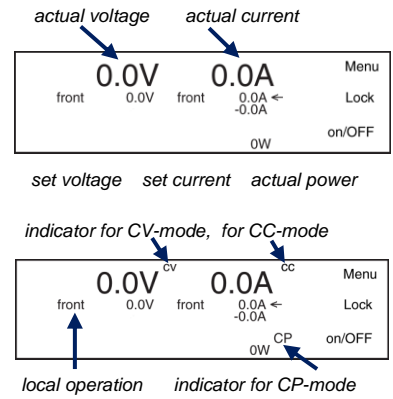 actual voltage actual current
0.0V 0.0A Menu
front 0.0V front 0.0A ← Lock
-0.0A
on/OFF
0W
set voltage set current actual power
indicator for CV-mode, for CC-mode
cv cc
0.0V 0.0A Menu
front 0.0V front 0.0A ← Lock
-0.0A
CP on/OFF
0W
local operation indicator for CP-mode